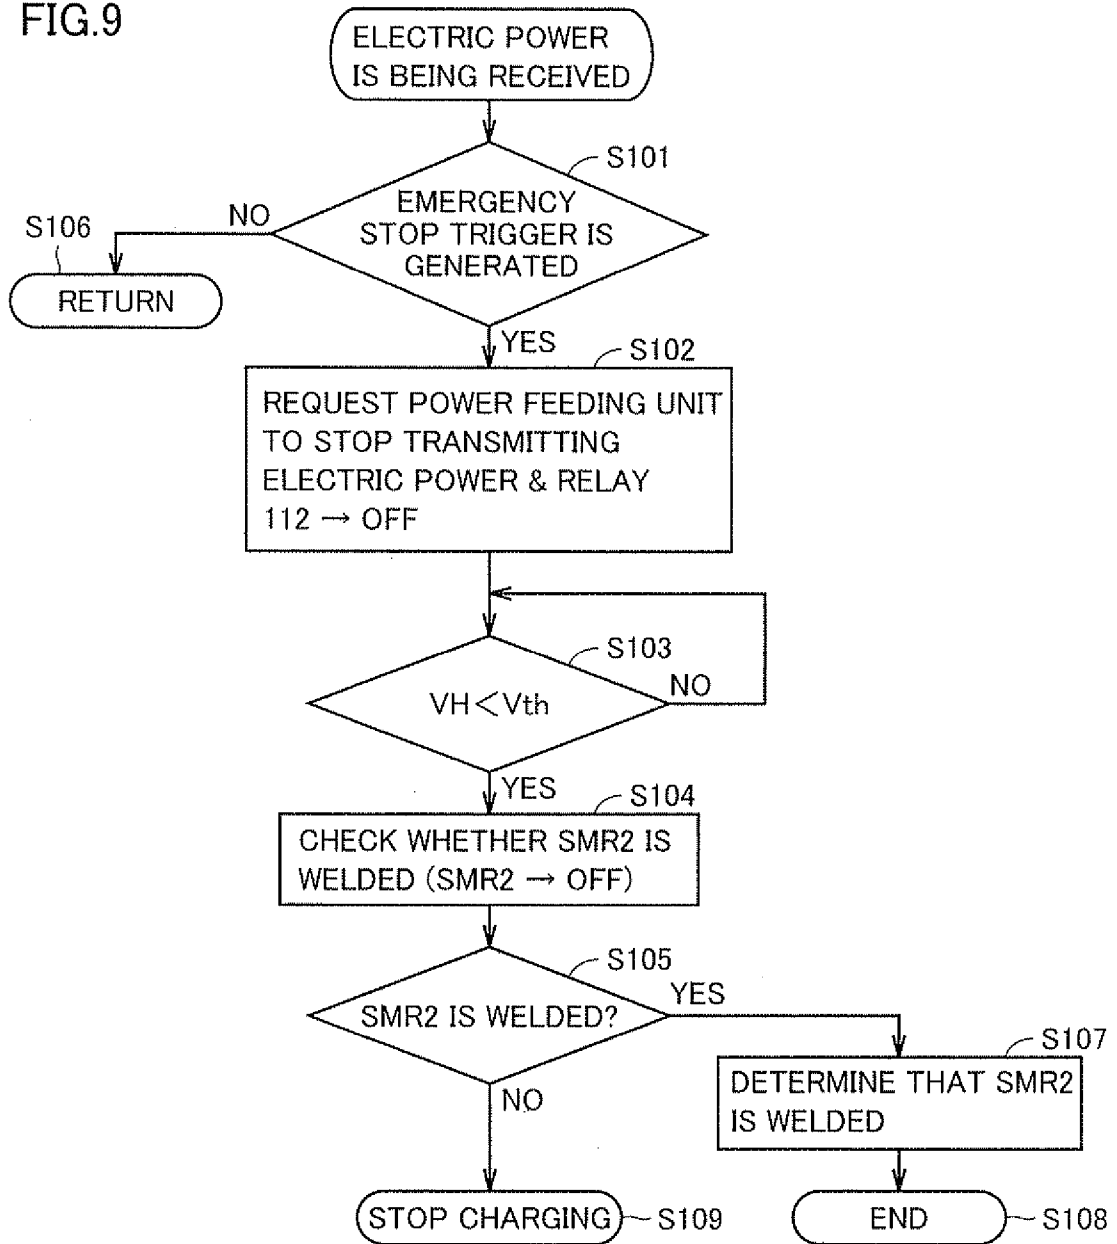 FIG.9
ELECTRIC POWER
IS BEING RECEIVED
S101
EMERGENCY
STOP TRIGGER IS
GENERATED
NO
S106
RETURN
YES
S102
REQUEST POWER FEEDING UNIT
TO STOP TRANSMITTING
ELECTRIC POWER & RELAY
112 → OFF
S103
VH<Vth
NO
YES
S104
CHECK WHETHER SMR2 IS
WELDED (SMR2 → OFF)
S105
SMR2 IS WELDED?
YES
S107
DETERMINE THAT SMR2
IS WELDED
NO
STOP CHARGING
S109
END
S108